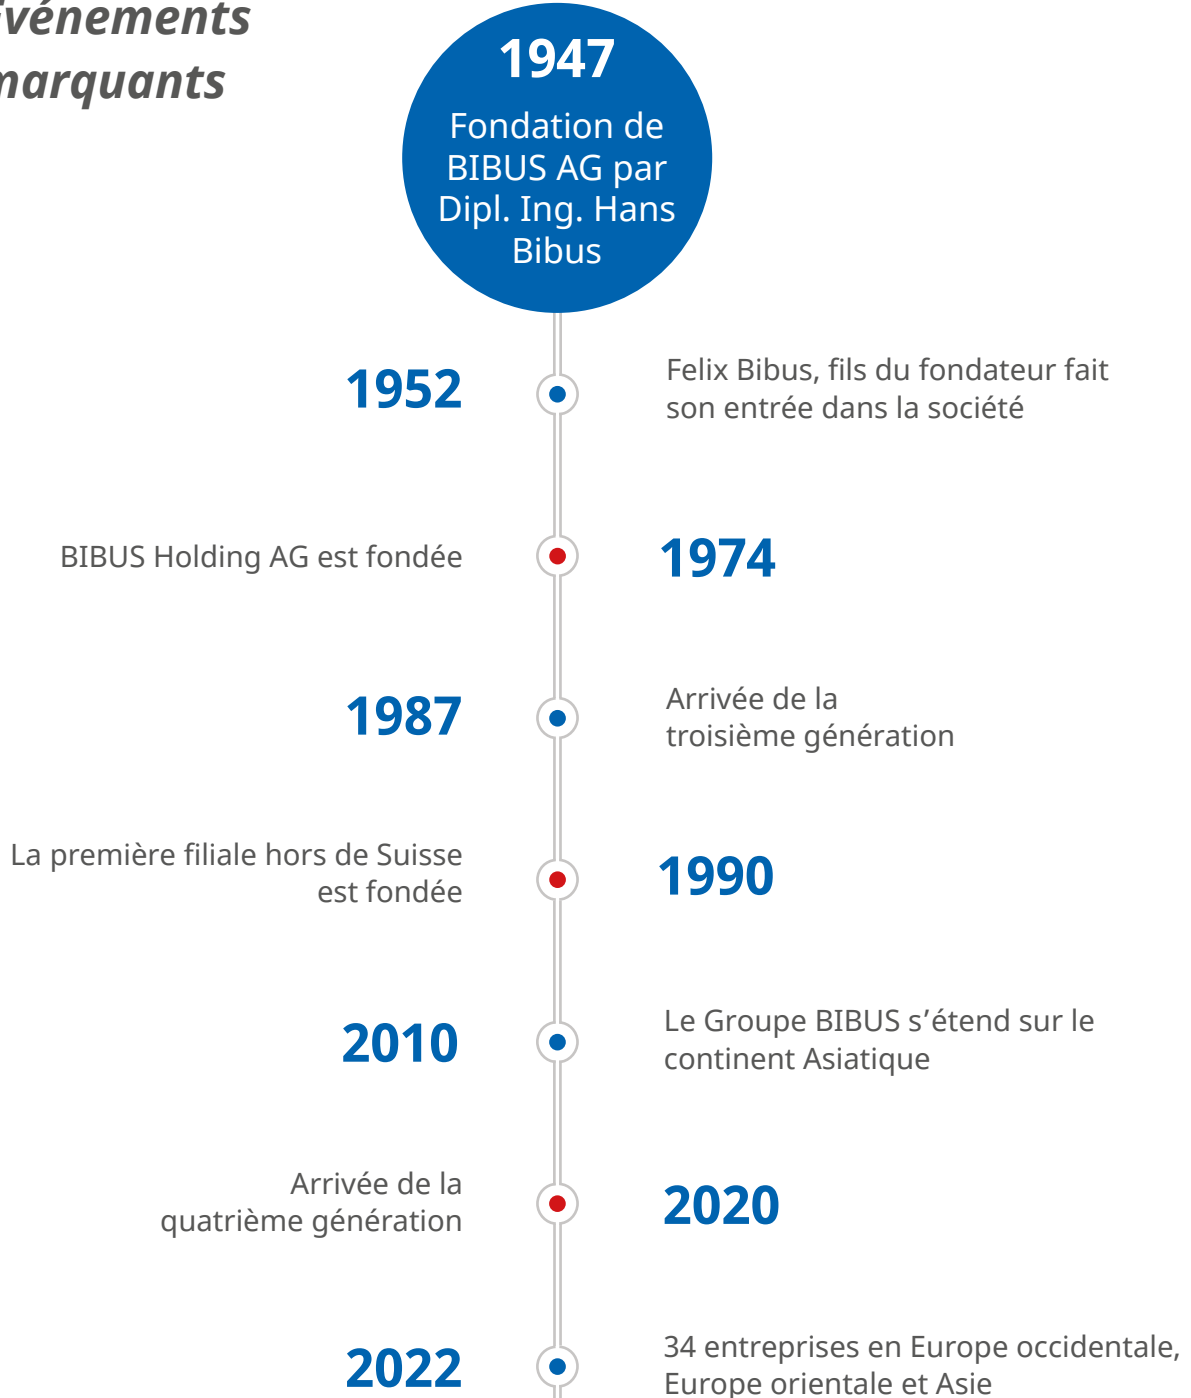 événements
marquants
1947
Fondation de
BIBUS AG par
Dipl. Ing. Hans
Bibus
1952
Felix Bibus, fils du fondateur fait
son entrée dans la société
BIBUS Holding AG est fondée
1974
1987
Arrivée de la
troisième génération
La première filiale hors de Suisse
est fondée
1990
2010
Le Groupe BIBUS s’étend sur le
continent Asiatique
Arrivée de la
quatrième génération
2020
2022
34 entreprises en Europe occidentale,
Europe orientale et Asie